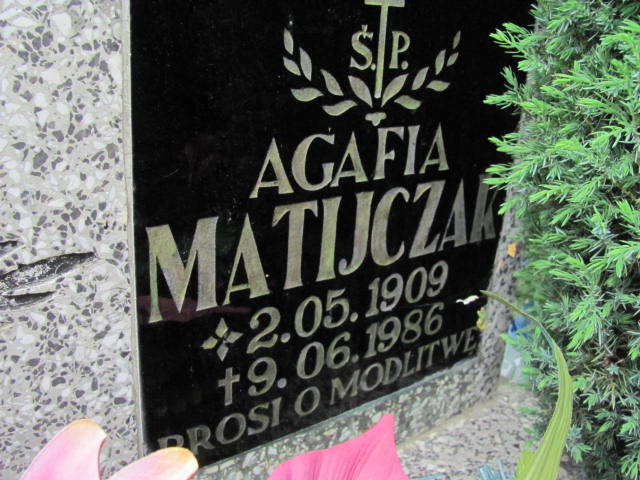 Ś.P.
AGAFIA
MATIJCZAK
2.05.1909
9.06.1986
PROSI O MODLITWĘ